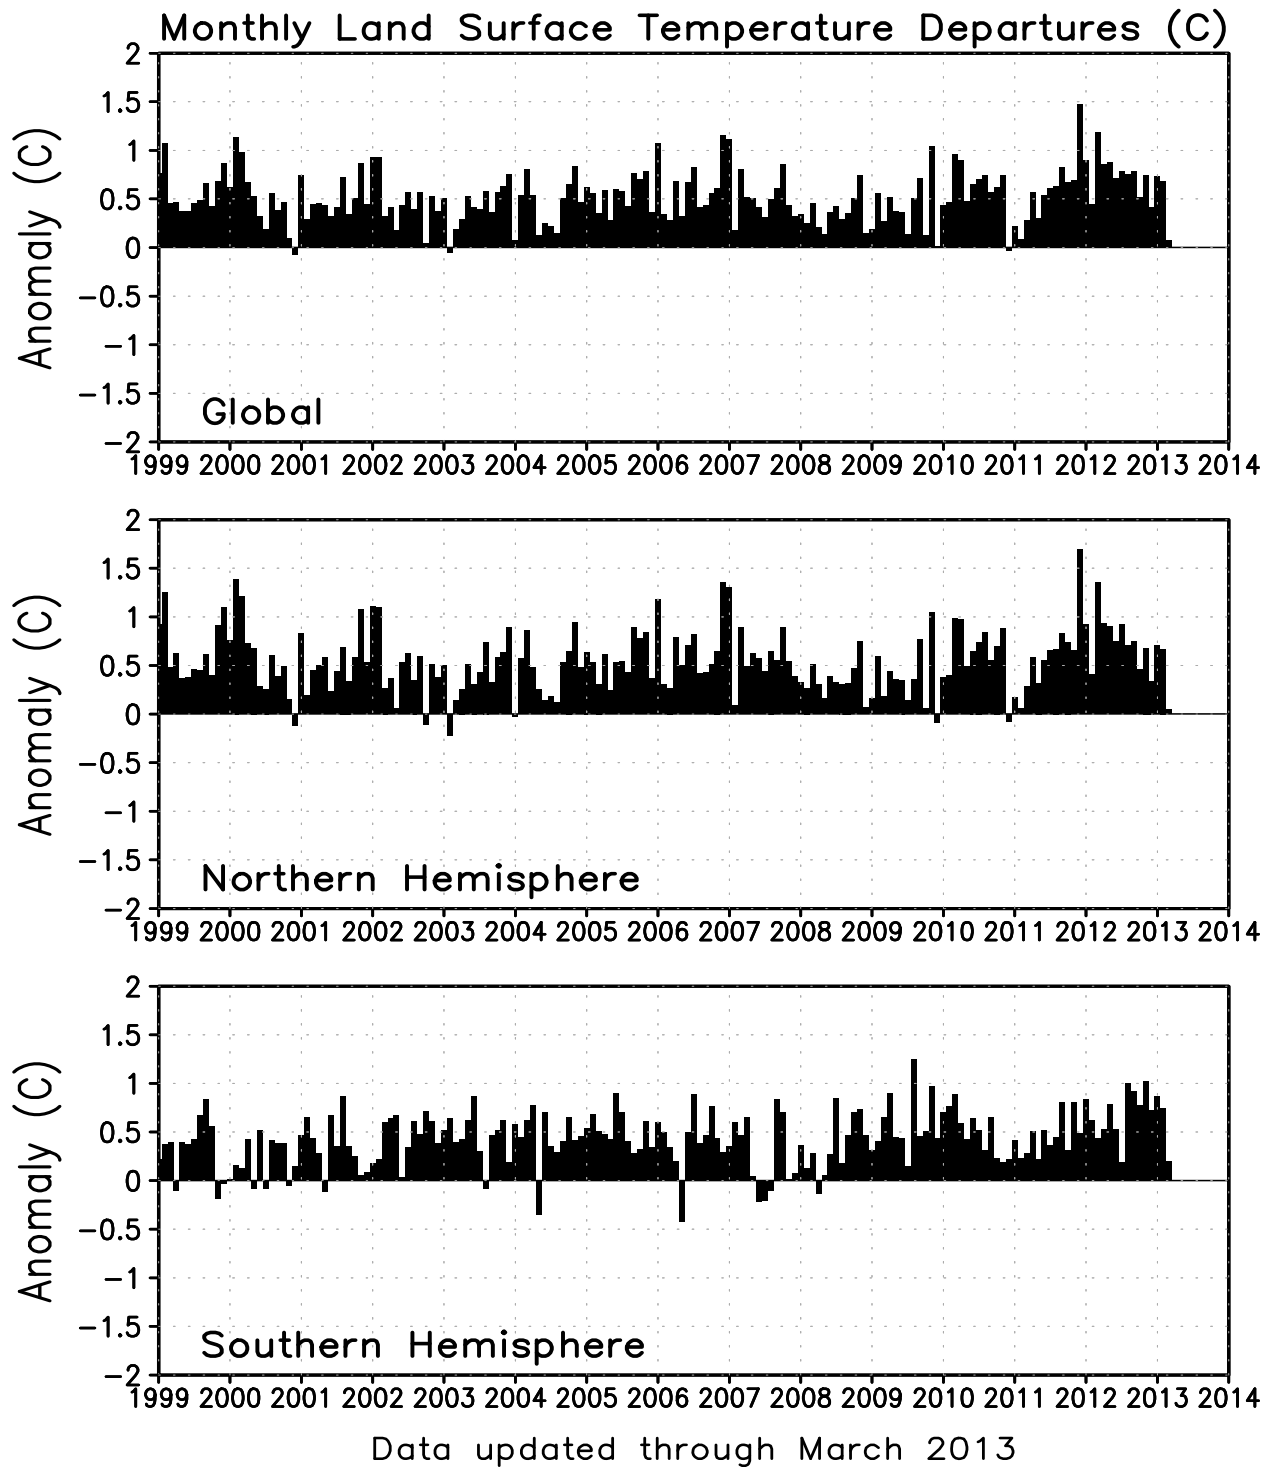 Monthly Land Surface Temperature Departures (C)
Anomaly (C)
2
1.5
1
0.5
0
−0.5
−1
−1.5
−2
Global
1999 2000 2001 2002 2003 2004 2005 2006 2007 2008 2009 2010 2011 2012 2013 2014
Anomaly (C)
2
1.5
1
0.5
0
−0.5
−1
−1.5
−2
Northern Hemisphere
1999 2000 2001 2002 2003 2004 2005 2006 2007 2008 2009 2010 2011 2012 2013 2014
Anomaly (C)
2
1.5
1
0.5
0
−0.5
−1
−1.5
−2
Southern Hemisphere
1999 2000 2001 2002 2003 2004 2005 2006 2007 2008 2009 2010 2011 2012 2013 2014
Data updated through March 2013